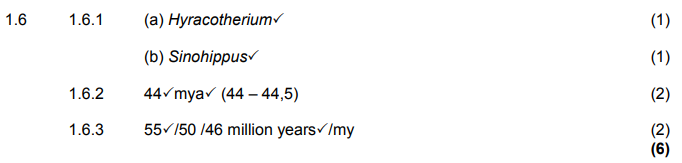 1.6 1.6.1 (a) Hyracotherium✓ (1)
(b) Sinohippus✓ (1)
1.6.2 44✓mya✓ (44 – 44,5) (2)
1.6.3 55✓/50 /46 million years✓/my (2)
(6)